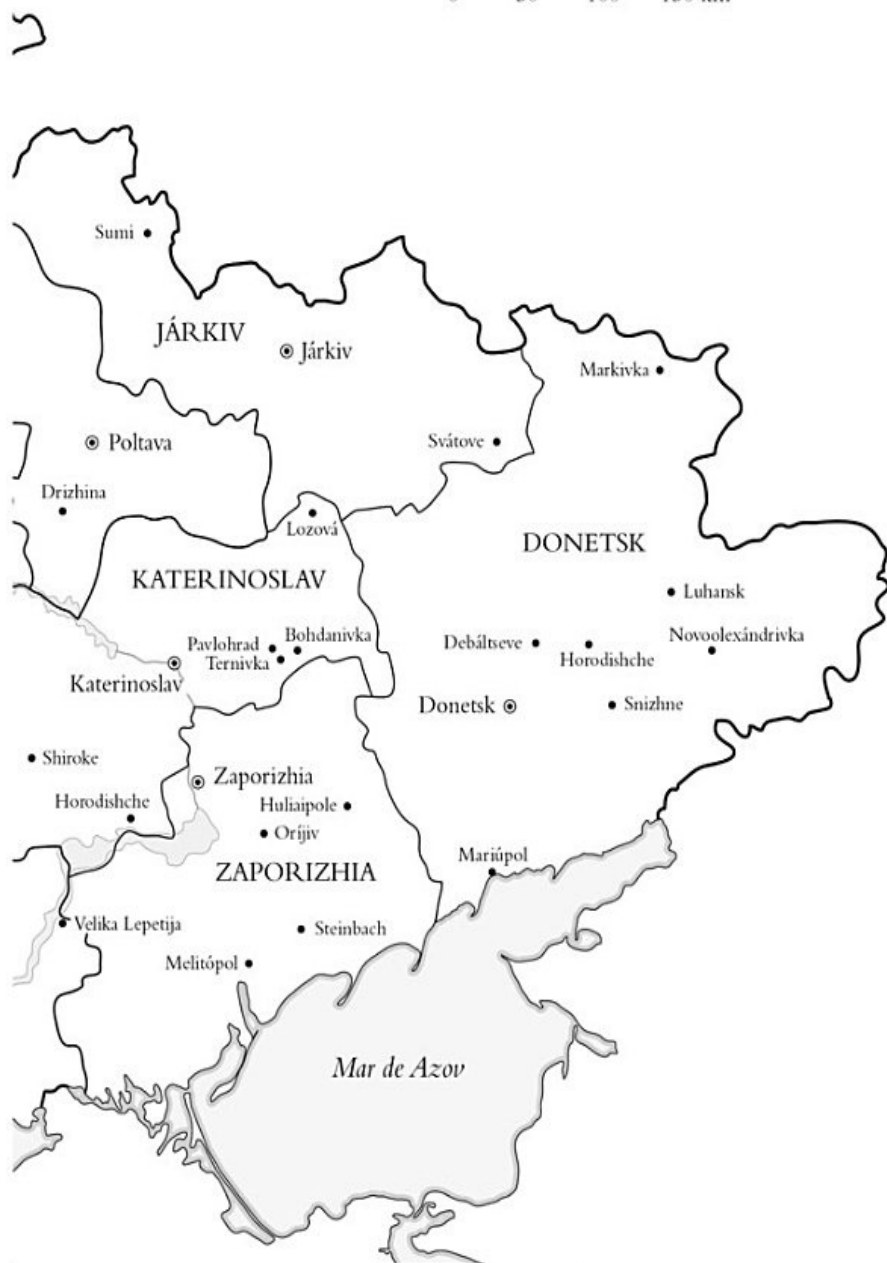 Sumi
JÁRKIV
Járkiv
Markivka
Poltava
Svátove
Drizhina
Lozová
DONETSK
KATERINOSLAV
Luhansk
Pavlohrad
Bohdanivka
Ternivka
Debáltseve
Horodishche
Novoolexándrivka
Katerinoslav
Donetsk
Snizhne
Shiroke
Zaporizhia
Horodishche
Huliaipole
Oríjiv
Mariúpol
ZAPORIZHIA
Velika Lepetija
Steinbach
Melitópol
Mar de Azov